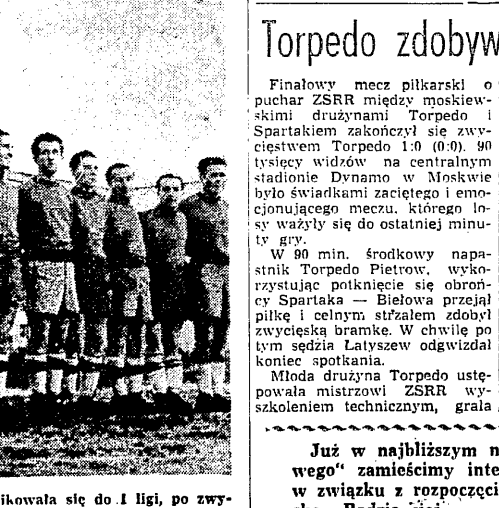 Torpedo zdobyw
Finałowy mecz piłkarski o
puchar ZSRR między moskiew-
skimi drużynami Torpedo i
Spartakiem zakończył się zwy-
cięstwem Torpedo 1:0 (0:0). 90
tysięcy widzów na centralnym
stadionie Dynamo w Moskwie
było świadkami zaciętego i emo-
cjonującego meczu, którego lo-
sy ważyły się do ostatniej minu-
ty gry.
W 90 min. środkowy napa-
stnik Torpedo Pietrow, wyko-
rzystując potknięcie się obroń-
cy Spartaka — Biełowa przejął
piłkę i celnym strzałem zdobył
zwycięską bramkę. W chwilę po
tym sędzia Łatyszew odgwizdał
koniec spotkania.
Młoda drużyna Torpedo ustę-
powała mistrzowi ZSRR wy-
szkoleniem technicznym, grała
Już w najbliższym n
wego" zamieścimy inte
w związku z rozpoczęci
ikowała się do I ligi, po zwy-